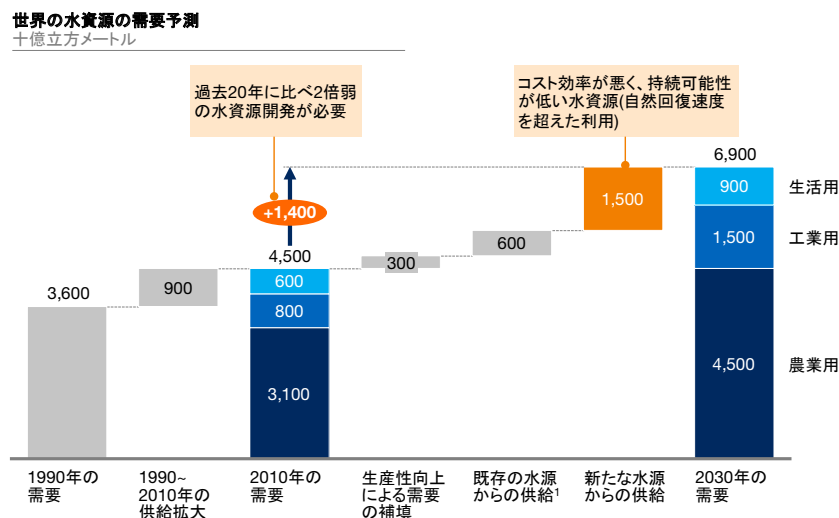 世界の水資源の需要予測
十億立方メートル
過去20年に比べ2倍弱
の水資源開発が必要
コスト効率が悪く、持続可能性
が低い水資源(自然回復速度
を超えた利用)
6,900
900
生活用
1,500
+1,400
1,500
工業用
600
4,500
300
600
900
3,600
800
4,500
農業用
3,100
1990年の
需要
1990~
2010年の
供給拡大
2010年の
需要
生産性向上
による需要
の補填
既存の水源
からの供給¹
新たな水源
からの供給
2030年の
需要